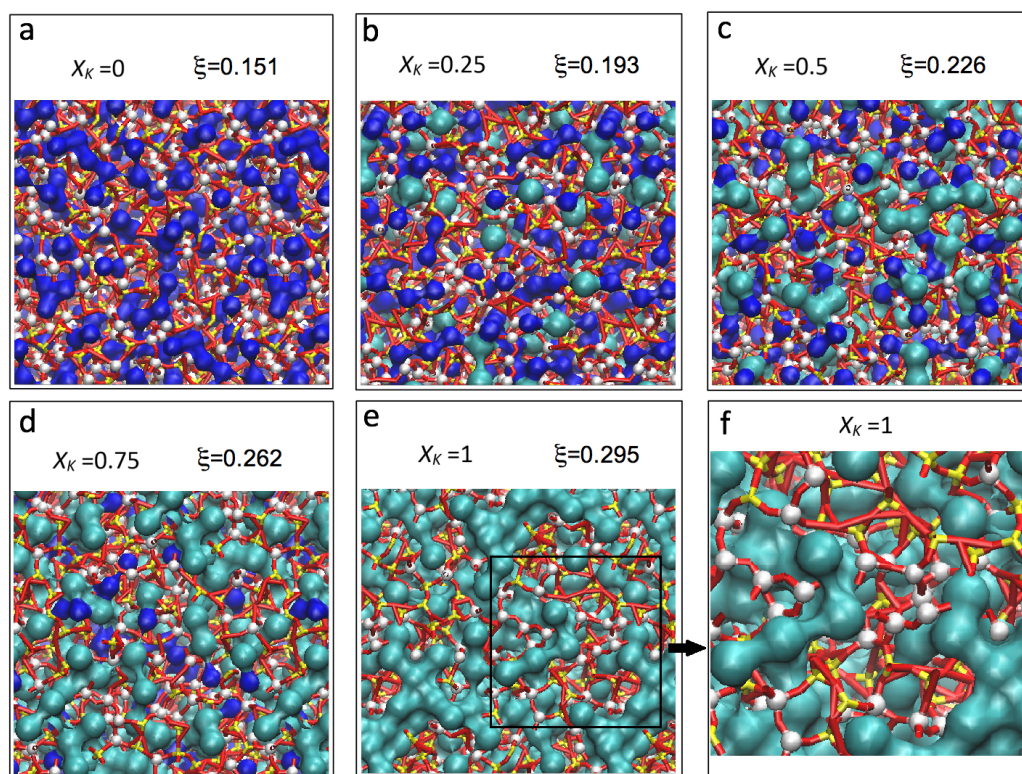 a
X_K =0 ξ=0.151
b
X_K =0.25 ξ=0.193
c
X_K =0.5 ξ=0.226
d
X_K =0.75 ξ=0.262
e
X_K =1 ξ=0.295
f
X_K =1